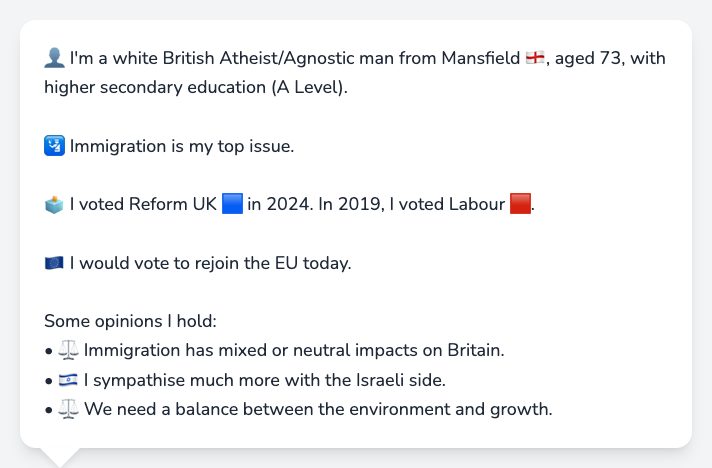 👤 I'm a white British Atheist/Agnostic man from Mansfield 🏴󠁧󠁢󠁥󠁮󠁧󠁿, aged 73, with
higher secondary education (A Level).
🛂 Immigration is my top issue.
🗳️ I voted Reform UK 🟦 in 2024. In 2019, I voted Labour 🟥.
🇪🇺 I would vote to rejoin the EU today.
Some opinions I hold:
• ⚖️ Immigration has mixed or neutral impacts on Britain.
• 🇮🇱 I sympathise much more with the Israeli side.
• ⚖️ We need a balance between the environment and growth.